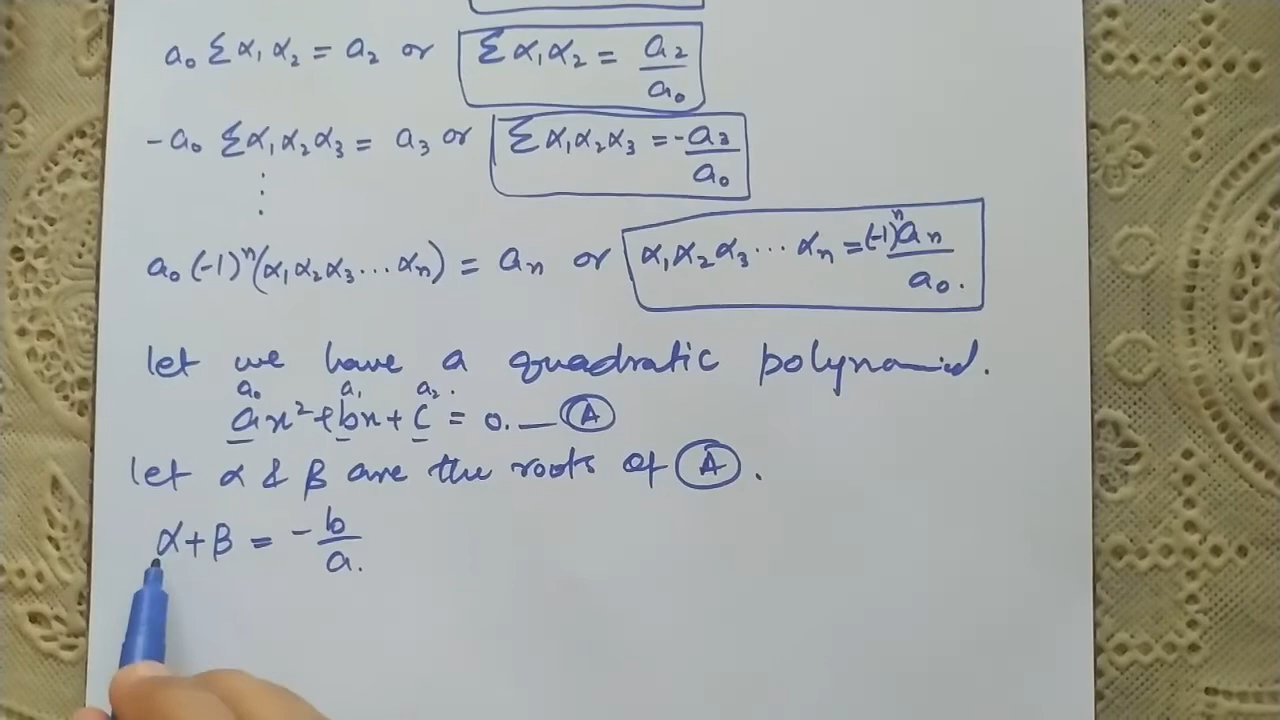 a₀ Σα₁α₂ = a₂ or Σα₁α₂ = a₂/a₀
-a₀ Σα₁α₂α₃ = a₃ or Σα₁α₂α₃ = -a₃/a₀
⋮
a₀(-1)ⁿ(α₁α₂α₃...αₙ) = aₙ or α₁α₂α₃...αₙ = (-1)ⁿaₙ/a₀.
let we have a quadratic polynomial.
a₀ a₁ a₂.
ax²+bx+c = 0. — Ⓐ
let α & β are the roots of Ⓐ.
α+β = -b/a.